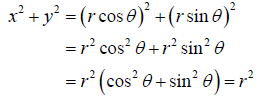 x² + y² = (r cos θ)² + (r sin θ)²
= r² cos² θ + r² sin² θ
= r² (cos² θ + sin² θ) = r²